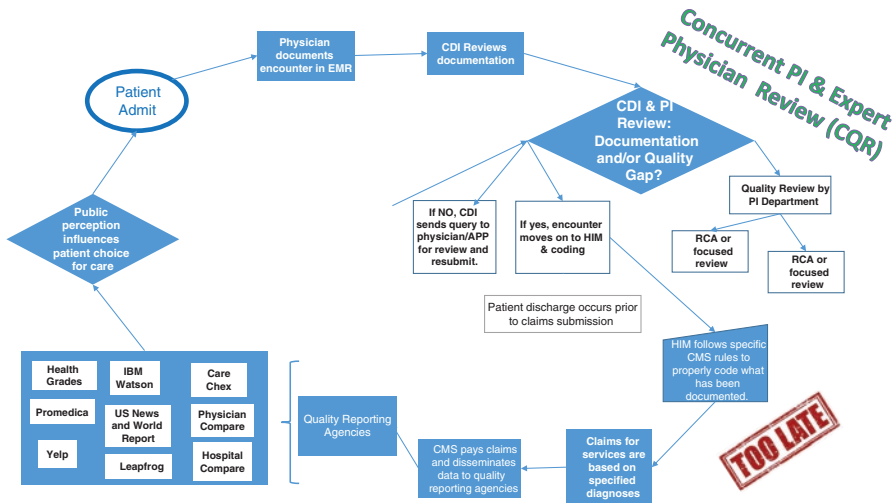 Concurrent PI & Expert
Physician Review (CQR)
Physician
documents
encounter in EMR
CDI Reviews
documentation
Patient
Admit
CDI & PI
Review:
Documentation
and/or Quality
Gap?
Quality Review by
PI Department
If NO, CDI
sends query to
physician/APP
for review and
resubmit.
If yes, encounter
moves on to HIM
& coding
RCA or
focused
review
RCA or
focused
review
Public
perception
influences
patient choice
for care
Patient discharge occurs prior
to claims submission
HIM follows specific
CMS rules to
properly code what
has been
documented.
Health
Grades
IBM
Watson
Care
Chex
Promedica
US News
and World
Report
Physician
Compare
Yelp
Leapfrog
Hospital
Compare
Quality Reporting
Agencies
CMS pays claims
and disseminates
data to quality
reporting agencies
Claims for
services are
based on
specified
diagnoses
TOO LATE